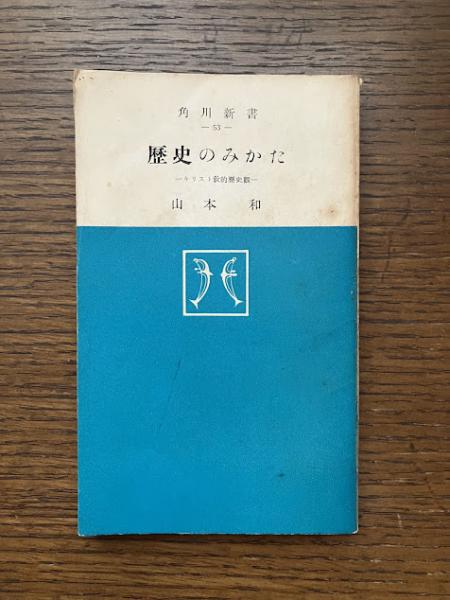 角川新書
— 53 —
歴史のみかた
—キリスト教的歴史観—
山本和